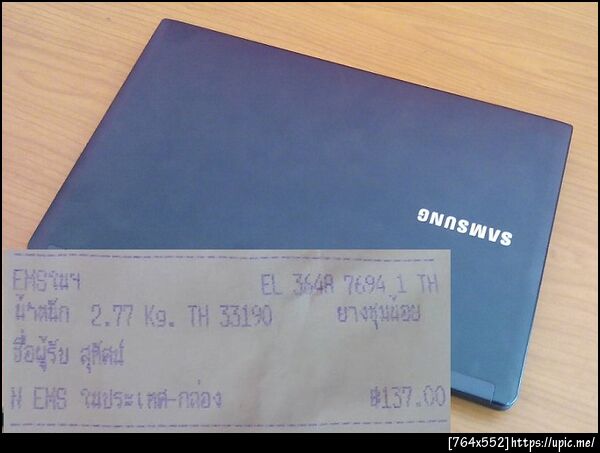 SAMSUNG
EMSในฯ EL 3648 7694 1 TH
น้ำหนัก 2.77 Kg. TH 33190 ยางชุมน้อย
ชื่อผู้รับ สุทัศน์
N EMS ในประเทศ-กล่อง ฿137.00
[764x552]https://upic.me/